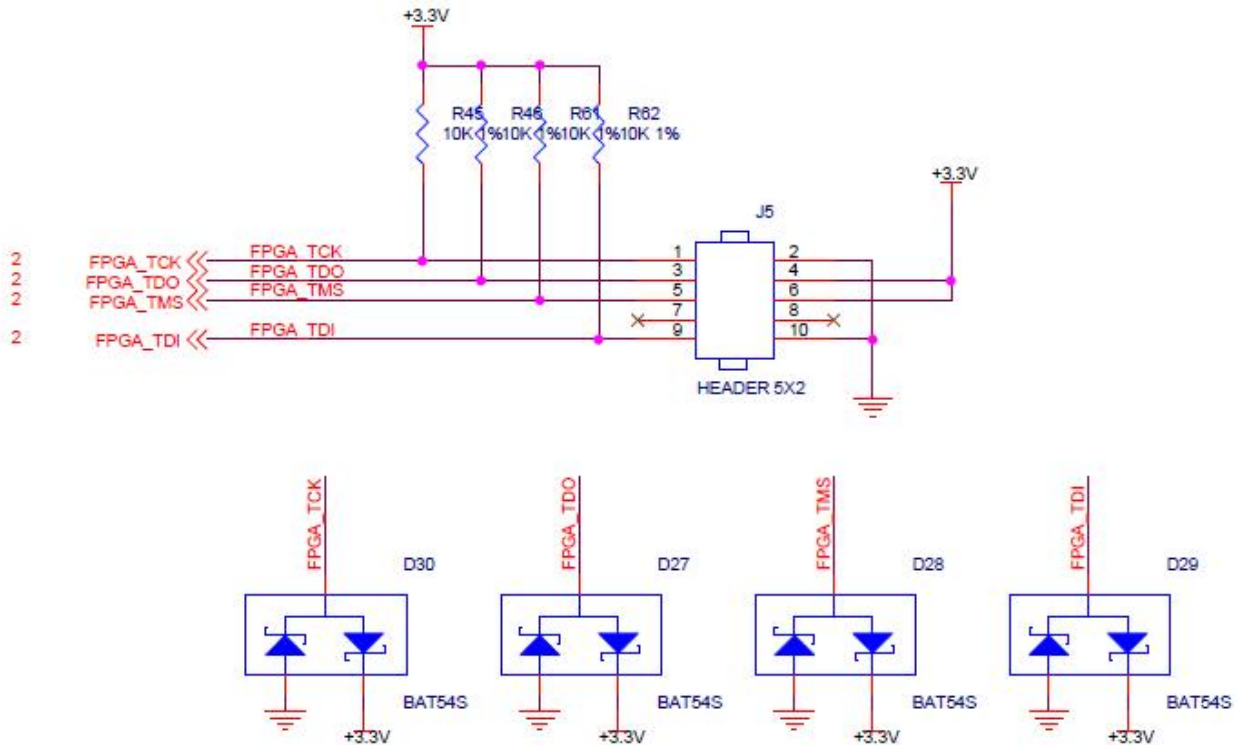 +3.3V
R45 R46 R61 R62
10K 1% 10K 1% 10K 1% 10K 1%
+3.3V
J5
2 FPGA_TCK FPGA_TCK 1 2
2 FPGA_TDO FPGA_TDO 3 4
2 FPGA_TMS FPGA_TMS 5 6
7 8
2 FPGA_TDI FPGA_TDI 9 10
HEADER 5X2
FPGA_TCK FPGA_TDO FPGA_TMS FPGA_TDI
D30 D27 D28 D29
BAT54S BAT54S BAT54S BAT54S
+3.3V +3.3V +3.3V +3.3V